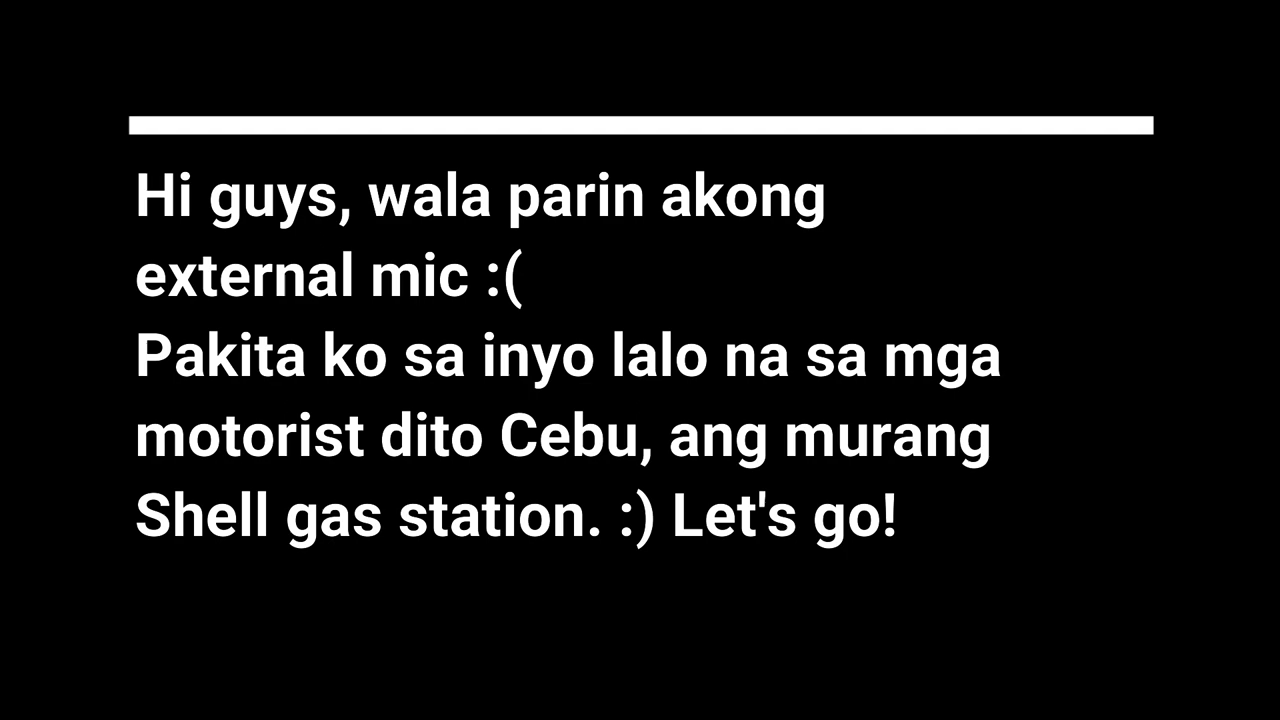 Hi guys, wala parin akong
external mic :(
Pakita ko sa inyo lalo na sa mga
motorist dito Cebu, ang murang
Shell gas station. :) Let's go!